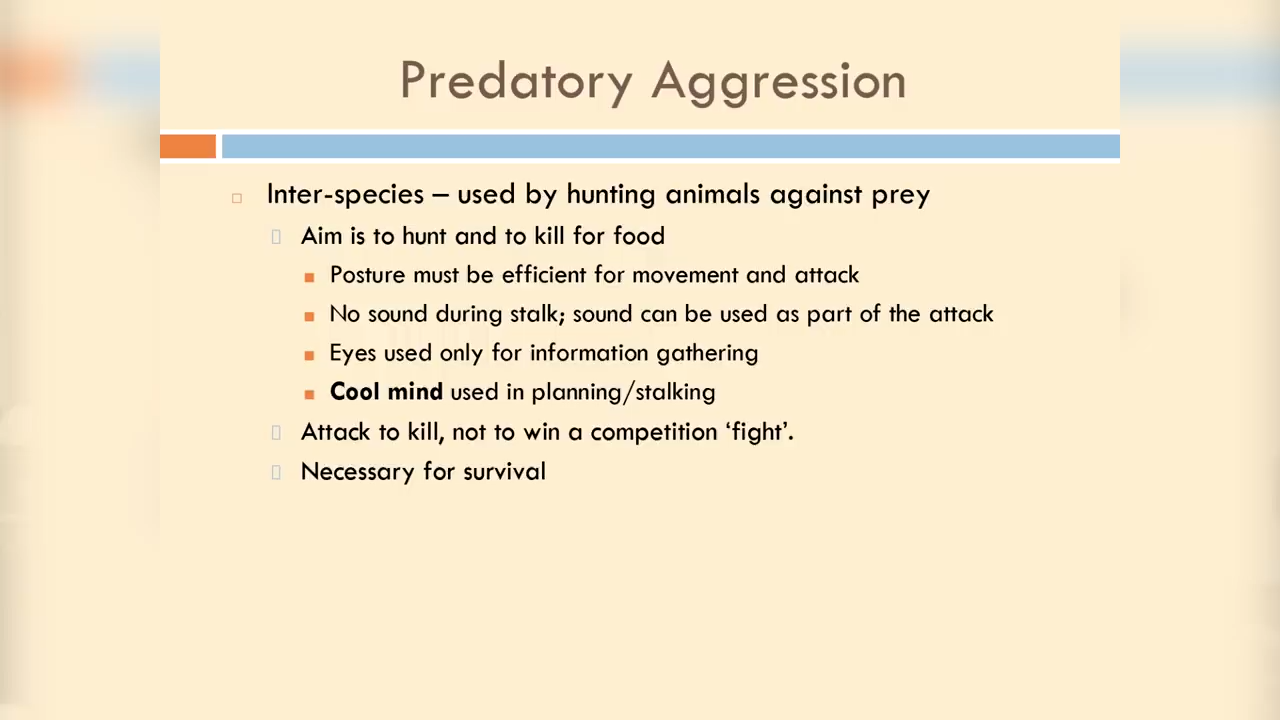 Predatory Aggression
Inter-species – used by hunting animals against prey
Aim is to hunt and to kill for food
Posture must be efficient for movement and attack
No sound during stalk; sound can be used as part of the attack
Eyes used only for information gathering
Cool mind used in planning/stalking
Attack to kill, not to win a competition ‘fight’.
Necessary for survival